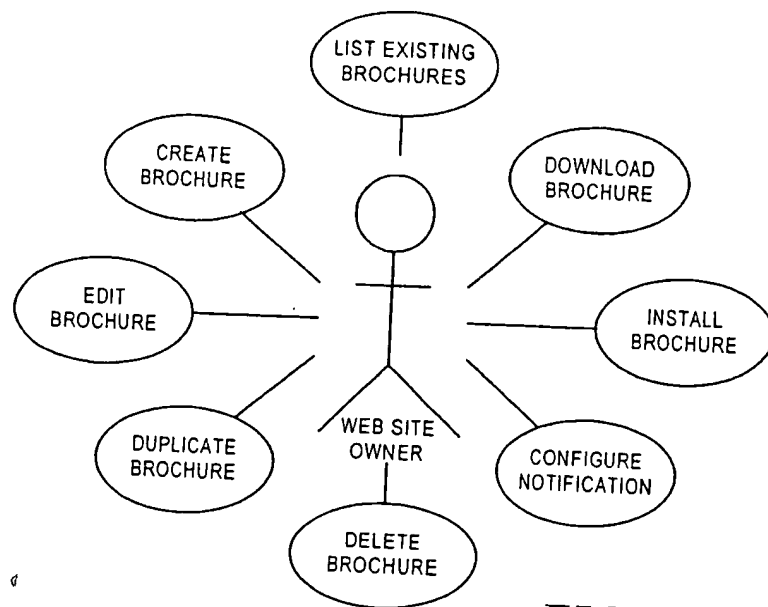 LIST EXISTING
BROCHURES
CREATE
BROCHURE
DOWNLOAD
BROCHURE
EDIT
BROCHURE
INSTALL
BROCHURE
DUPLICATE
BROCHURE
WEB SITE
OWNER
CONFIGURE
NOTIFICATION
DELETE
BROCHURE